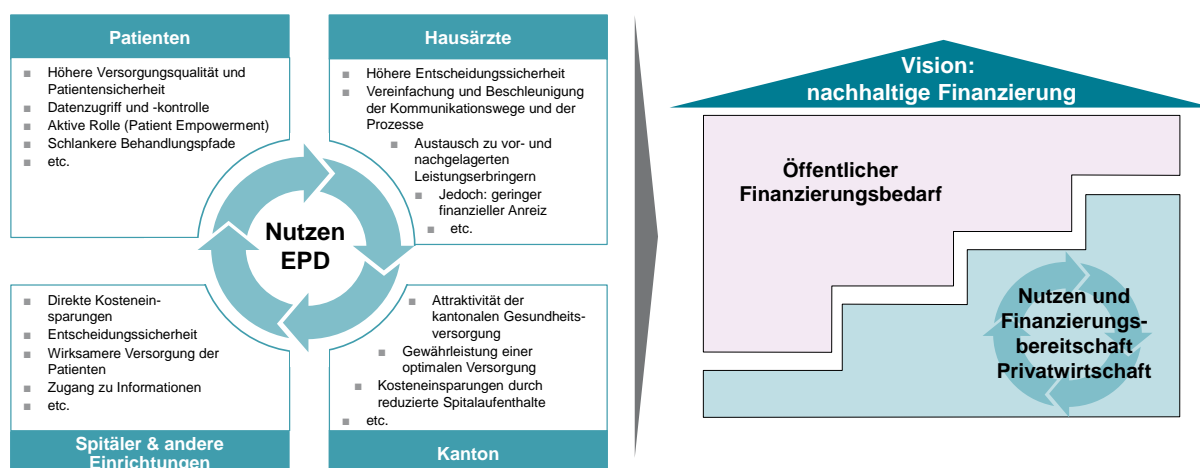 Patienten
Höhere Versorgungsqualität und
Patientensicherheit
Datenzugriff und -kontrolle
Aktive Rolle (Patient Empowerment)
Schlankere Behandlungspfade
etc.
Hausärzte
Höhere Entscheidungssicherheit
Vereinfachung und Beschleunigung
der Kommunikationswege und der
Prozesse
Austausch zu vor- und
nachgelagerten
Leistungserbringern
Jedoch: geringer
finanzieller Anreiz
etc.
Nutzen
EPD
Direkte Kostenein-
sparungen
Entscheidungssicherheit
Wirksamere Versorgung der
Patienten
Zugang zu Informationen
etc.
Spitäler & andere
Einrichtungen
Attraktivität der
kantonalen Gesundheits-
versorgung
Gewährleistung einer
optimalen Versorgung
Kosteneinsparungen durch
reduzierte Spitalaufenthalte
etc.
Kanton
Vision:
nachhaltige Finanzierung
Öffentlicher
Finanzierungsbedarf
Nutzen und
Finanzierungs-
bereitschaft
Privatwirtschaft